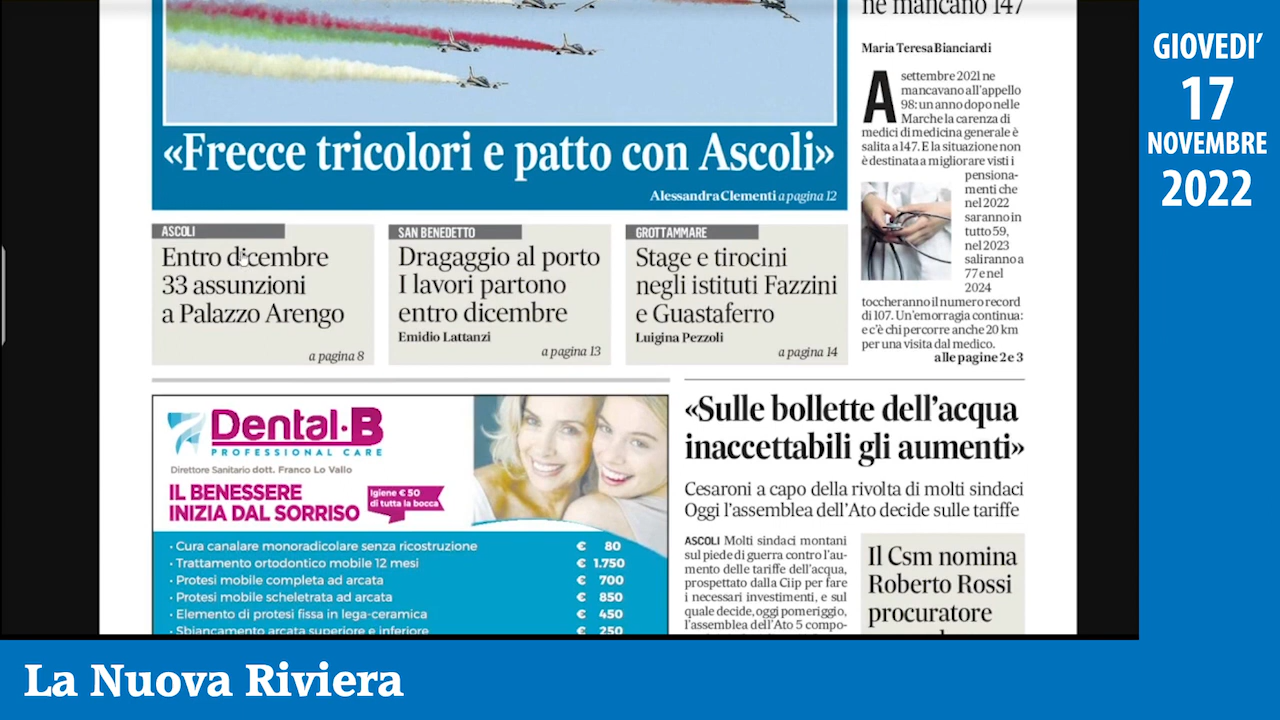 ne mancano 147
Maria Teresa Bianciardi
A settembre 2021 ne
mancavano all'appello
98: un anno dopo nelle
Marche la carenza di
medici di medicina generale è
salita a 147. E la situazione non
è destinata a migliorare visti i
pensiona-
menti che
nel 2022
saranno in
tutto 59,
nel 2023
saliranno a
77 e nel
2024
toccheranno il numero record
di 107. Un'emorragia continua:
e c'è chi percorre anche 20 km
per una visita dal medico.
alle pagine 2 e 3
«Frecce tricolori e patto con Ascoli»
Alessandra Clementi a pagina 12
ASCOLI
Entro dicembre
33 assunzioni
a Palazzo Arengo
a pagina 8
SAN BENEDETTO
Dragaggio al porto
I lavori partono
entro dicembre
Emidio Lattanzi
a pagina 13
GROTTAMMARE
Stage e tirocini
negli istituti Fazzini
e Guastaferro
Luigina Pezzoli
a pagina 14
Dental·B
PROFESSIONAL CARE
Direttore Sanitario dott. Franco Lo Vallo
IL BENESSERE
INIZIA DAL SORRISO
Igiene € 50
di tutta la bocca
· Cura canalare monoradicolare senza ricostruzione € 80
· Trattamento ortodontico mobile 12 mesi € 1.750
· Protesi mobile completa ad arcata € 700
· Protesi mobile scheletrata ad arcata € 850
· Elemento di protesi fissa in lega-ceramica € 450
· Sbiancamento arcata superiore e inferiore € 250
«Sulle bollette dell'acqua
inaccettabili gli aumenti»
Cesaroni a capo della rivolta di molti sindaci
Oggi l'assemblea dell'Ato decide sulle tariffe
ASCOLI Molti sindaci montani
sul piede di guerra contro l'au-
mento delle tariffe dell'acqua,
prospettato dalla Ciip per fare
i necessari investimenti, e sul
quale decide, oggi pomeriggio,
l'assemblea dell'Ato 5 compo-
Il Csm nomina
Roberto Rossi
procuratore
GIOVEDI'
17
NOVEMBRE
2022
La Nuova Riviera